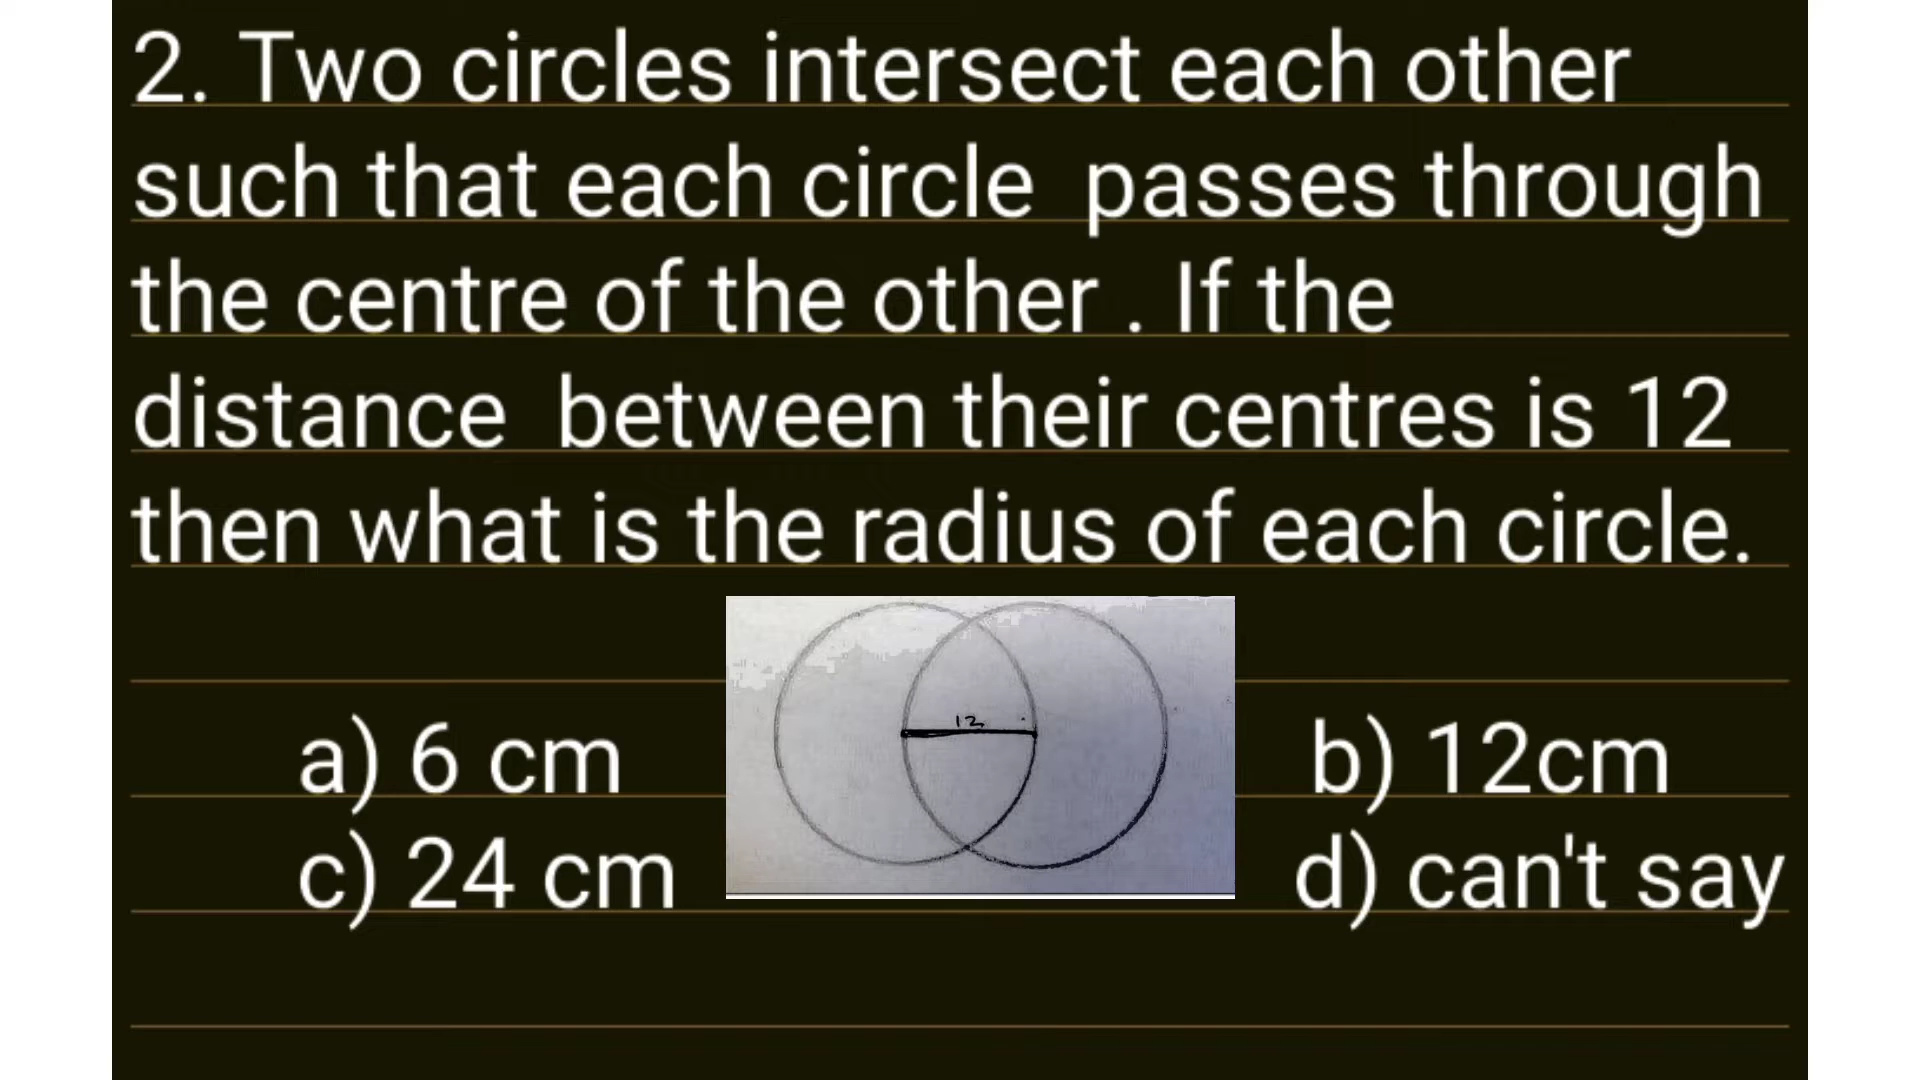 2. Two circles intersect each other
such that each circle  passes through
the centre of the other . If the
distance  between their centres is 12
then what is the radius of each circle.
12
a) 6 cm
b) 12cm
c) 24 cm
d) can't say